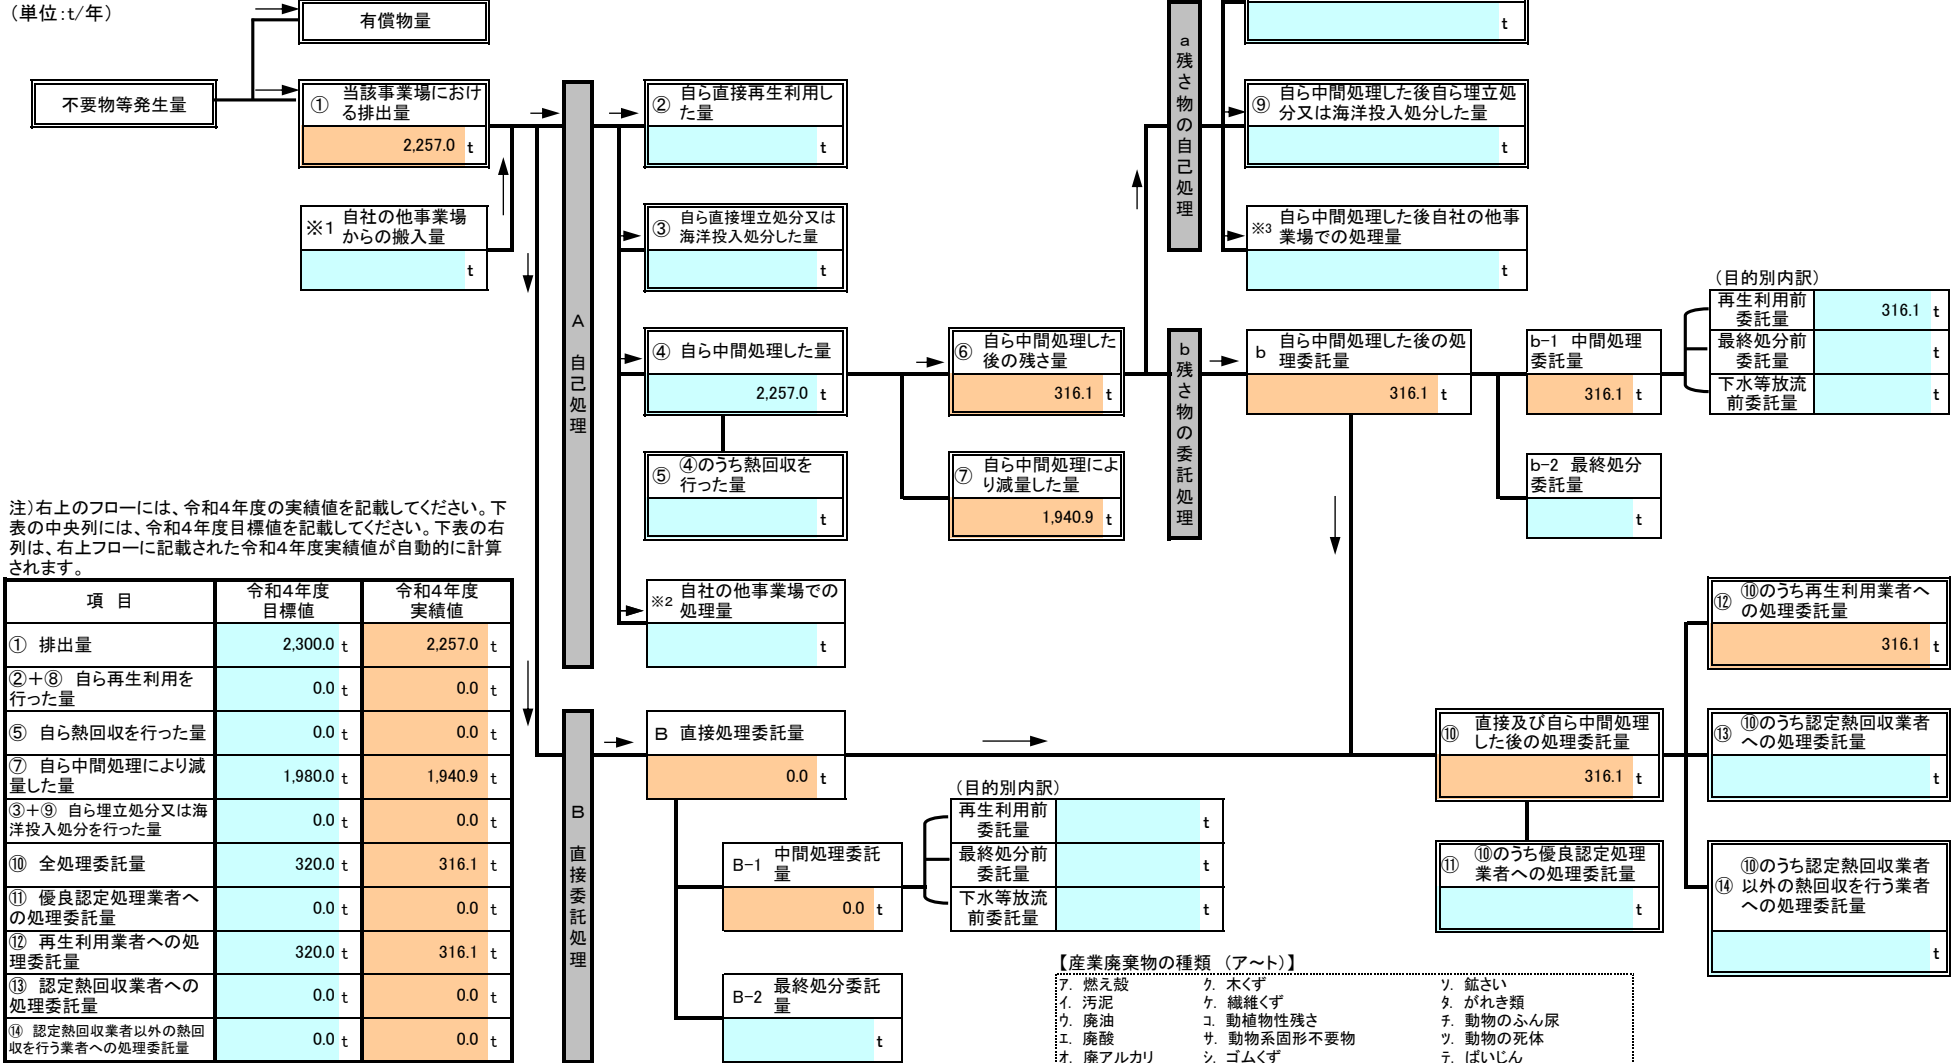 （単位：t/年）
有償物量
t
不要物等発生量
① 当該事業場におけ
る排出量
2,257.0 t
※1 自社の他事業場
からの搬入量
t
A 自己処理
② 自ら直接再生利用し
た量
t
③ 自ら直接埋立処分又は
海洋投入処分した量
t
④ 自ら中間処理した量
2,257.0 t
⑤ ④のうち熱回収を
行った量
t
※2 自社の他事業場での
処理量
t
⑥ 自ら中間処理した
後の残さ量
316.1 t
⑦ 自ら中間処理によ
り減量した量
1,940.9 t
a 残さ物の自己処理
⑨ 自ら中間処理した後自ら埋立処
分又は海洋投入処分した量
t
※3 自ら中間処理した後自社の他事
業場での処理量
t
b 残さ物の委託処理
b 自ら中間処理した後の処
理委託量
316.1 t
b-1 中間処理
委託量
316.1 t
b-2 最終処分
委託量
t
（目的別内訳）
再生利用前
委託量
316.1 t
最終処分前
委託量
t
下水等放流
前委託量
t
注）右上のフローには、令和４年度の実績値を記載してください。下
表の中央列には、令和４年度目標値を記載してください。下表の右
列は、右上フローに記載された令和４年度実績値が自動的に計算
されます。
項 目
令和４年度
目標値
令和４年度
実績値
① 排出量
2,300.0 t
2,257.0 t
②＋⑧ 自ら再生利用を
行った量
0.0 t
0.0 t
⑤ 自ら熱回収を行った量
0.0 t
0.0 t
⑦ 自ら中間処理により減
量した量
1,980.0 t
1,940.9 t
③＋⑨ 自ら埋立処分又は海
洋投入処分を行った量
0.0 t
0.0 t
⑩ 全処理委託量
320.0 t
316.1 t
⑪ 優良認定処理業者へ
の処理委託量
0.0 t
0.0 t
⑫ 再生利用業者への処
理委託量
320.0 t
316.1 t
⑬ 認定熱回収業者への
処理委託量
0.0 t
0.0 t
⑭ 認定熱回収業者以外の熱回
収を行う業者への処理委託量
0.0 t
0.0 t
B 直接委託処理
B 直接処理委託量
0.0 t
B-1 中間処理委託
量
0.0 t
B-2 最終処分委託
量
t
（目的別内訳）
再生利用前
委託量
t
最終処分前
委託量
t
下水等放流
前委託量
t
⑩ 直接及び自ら中間処理
した後の処理委託量
316.1 t
⑪ ⑩のうち優良認定処理
業者への処理委託量
t
⑫ ⑩のうち再生利用業者へ
の処理委託量
316.1 t
⑬ ⑩のうち認定熱回収業者
への処理委託量
t
⑭ ⑩のうち認定熱回収業者
以外の熱回収を行う業者
への処理委託量
t
【産業廃棄物の種類 （ア～ト）】
ア．燃え殻 ク．木くず ソ．鉱さい
イ．汚泥 ケ．繊維くず タ．がれき類
ウ．廃油 コ．動植物性残さ チ．動物のふん尿
エ．廃酸 サ．動物系固形不要物 ツ．動物の死体
オ．廃アルカリ シ．ゴムくず テ．ばいじん